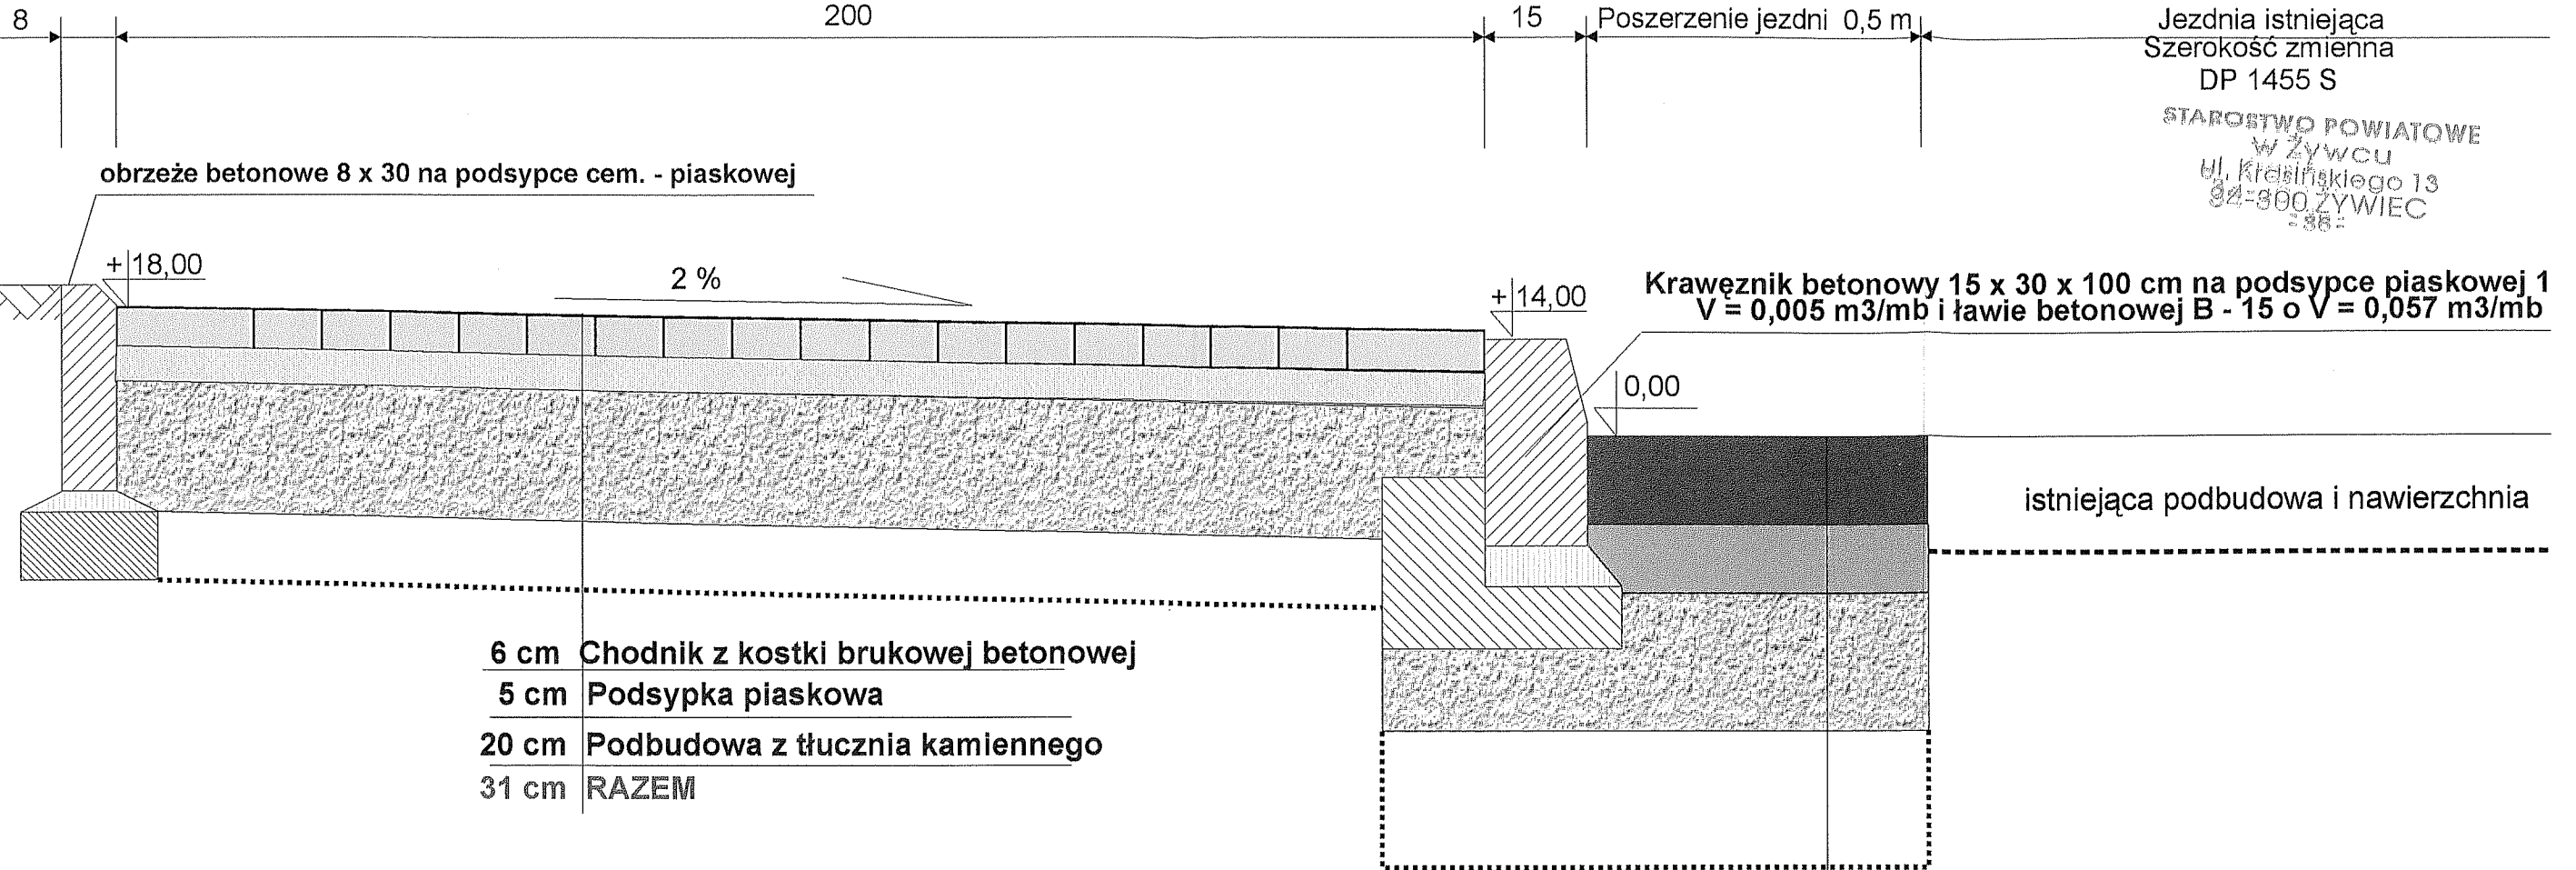 8
200
15
Poszerzenie jezdni 0,5 m
Jezdnia istniejąca
Szerokość zmienna
DP 1455 S
STAROSTWO POWIATOWE
w Żywcu
ul. Krasińskiego 13
34-300 ŻYWIEC
- 36 -
obrzeże betonowe 8 x 30 na podsypce cem. - piaskowej
+18,00
2 %
+14,00
Krawęznik betonowy 15 x 30 x 100 cm na podsypce piaskowej 1
V = 0,005 m3/mb i ławie betonowej B - 15 o V = 0,057 m3/mb
0,00
istniejąca podbudowa i nawierzchnia
6 cm Chodnik z kostki brukowej betonowej
5 cm Podsypka piaskowa
20 cm Podbudowa z tłucznia kamiennego
31 cm RAZEM